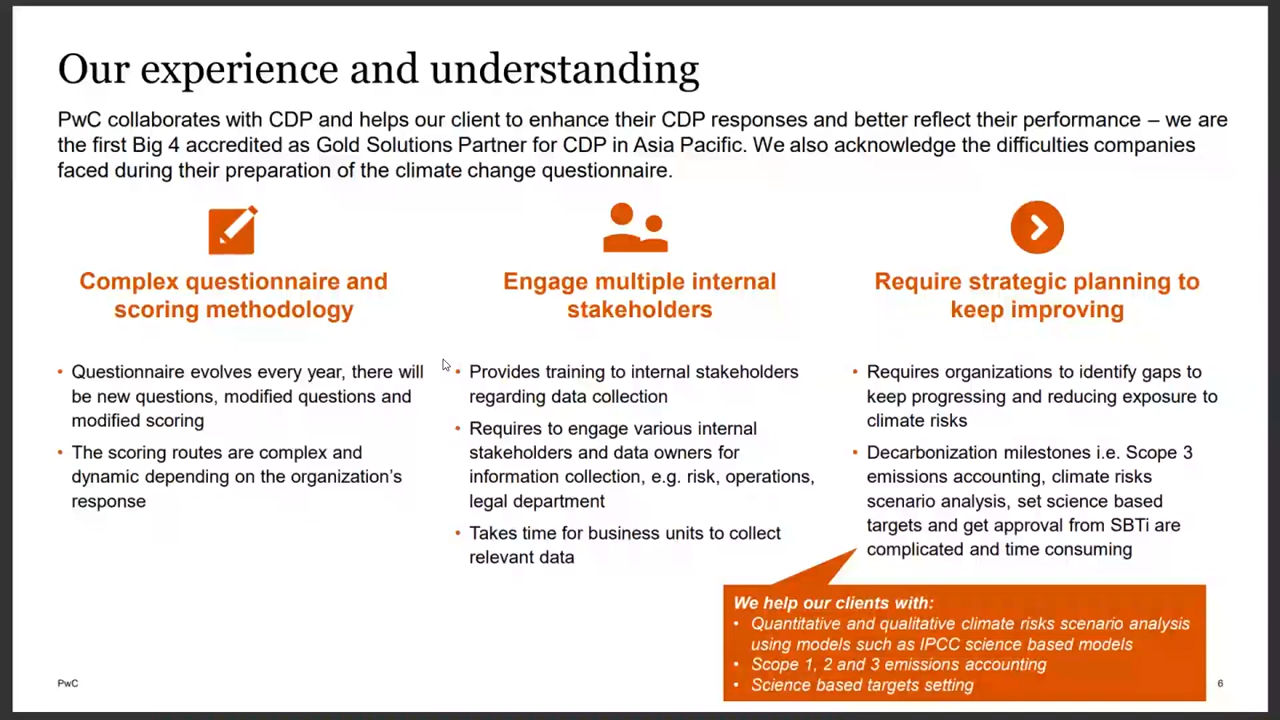 Our experience and understanding
PwC collaborates with CDP and helps our client to enhance their CDP responses and better reflect their performance – we are
the first Big 4 accredited as Gold Solutions Partner for CDP in Asia Pacific. We also acknowledge the difficulties companies
faced during their preparation of the climate change questionnaire.
Complex questionnaire and
scoring methodology
• Questionnaire evolves every year, there will
be new questions, modified questions and
modified scoring
• The scoring routes are complex and
dynamic depending on the organization's
response
Engage multiple internal
stakeholders
• Provides training to internal stakeholders
regarding data collection
• Requires to engage various internal
stakeholders and data owners for
information collection, e.g. risk, operations,
legal department
• Takes time for business units to collect
relevant data
Require strategic planning to
keep improving
• Requires organizations to identify gaps to
keep progressing and reducing exposure to
climate risks
• Decarbonization milestones i.e. Scope 3
emissions accounting, climate risks
scenario analysis, set science based
targets and get approval from SBTi are
complicated and time consuming
We help our clients with:
• Quantitative and qualitative climate risks scenario analysis
using models such as IPCC science based models
• Scope 1, 2 and 3 emissions accounting
• Science based targets setting
PwC
6